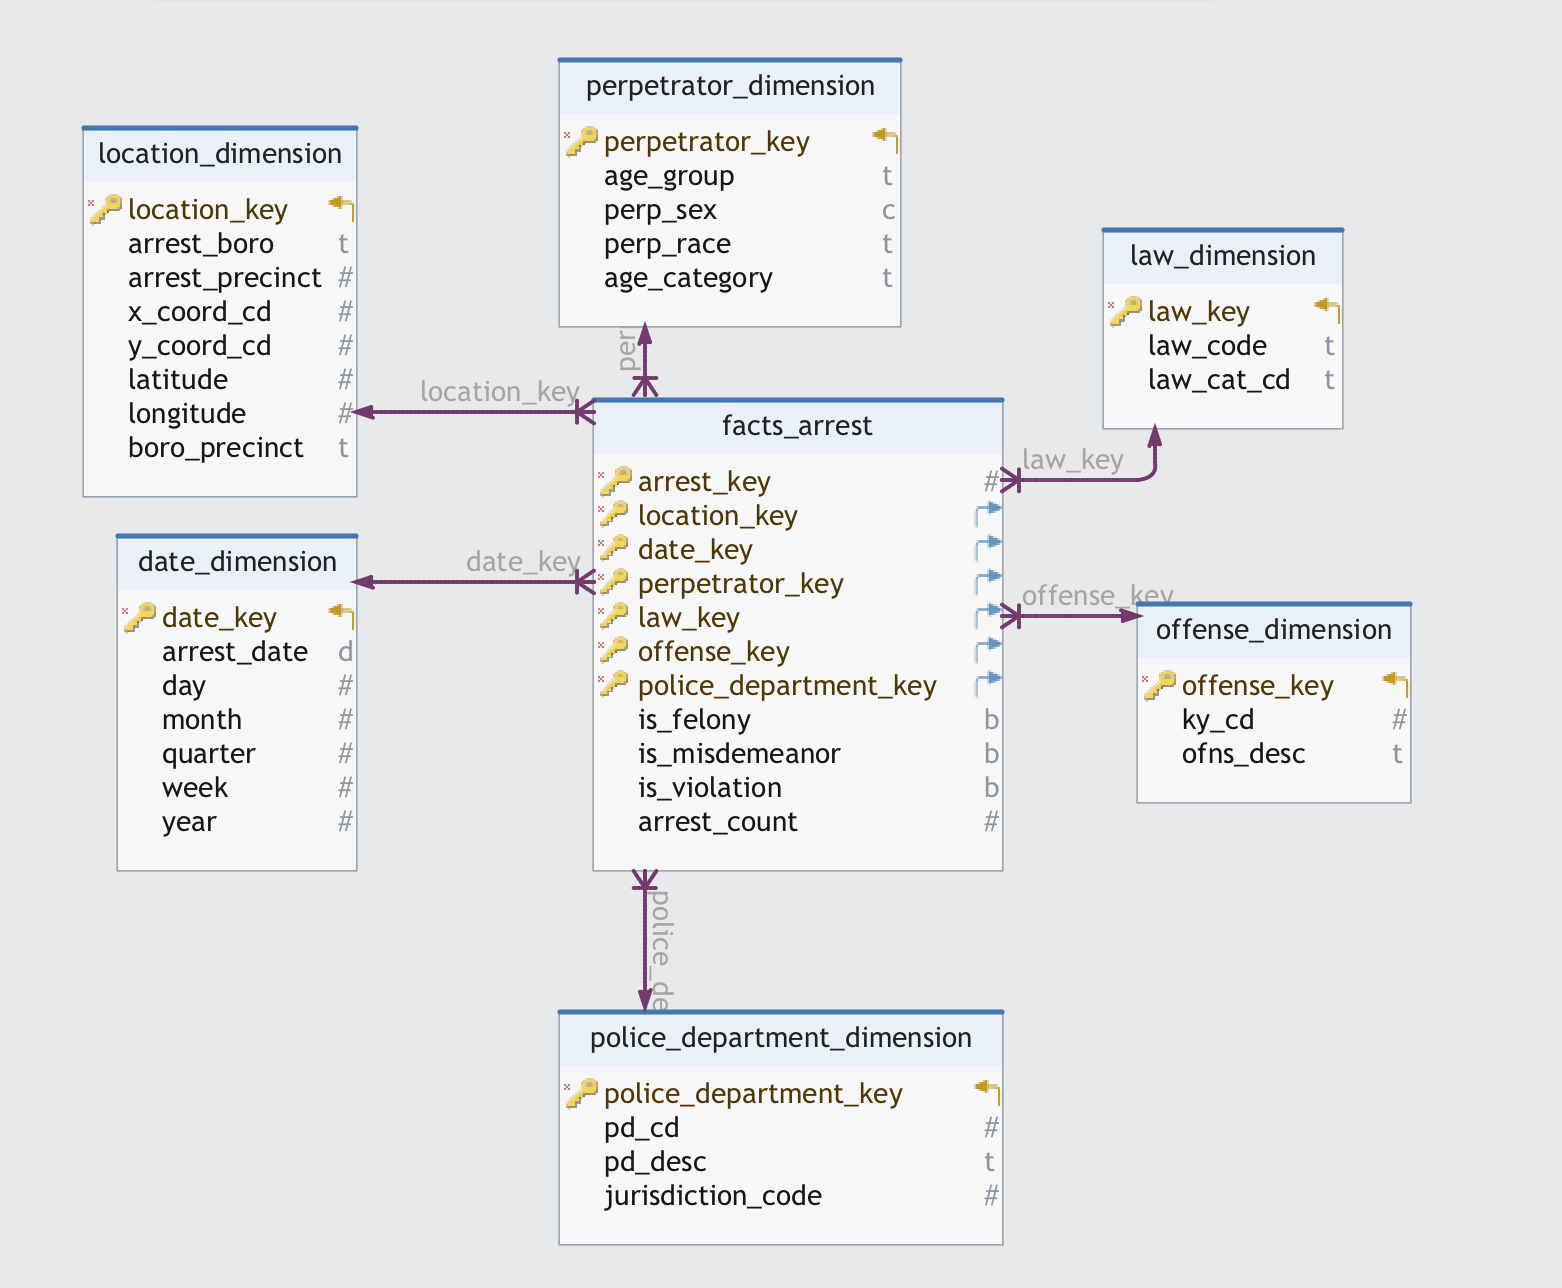 perpetrator_dimension
perpetrator_key
age_group t
perp_sex c
perp_race t
age_category t
location_dimension
location_key
arrest_boro t
arrest_precinct #
x_coord_cd #
y_coord_cd #
latitude #
longitude #
boro_precinct t
law_dimension
law_key
law_code t
law_cat_cd t
per
location_key
law_key
date_key
offense_key
facts_arrest
arrest_key #
location_key
date_key
perpetrator_key
law_key
offense_key
police_department_key
is_felony b
is_misdemeanor b
is_violation b
arrest_count #
date_dimension
date_key
arrest_date d
day #
month #
quarter #
week #
year #
offense_dimension
offense_key
ky_cd #
ofns_desc t
police_de
police_department_dimension
police_department_key
pd_cd #
pd_desc t
jurisdiction_code #